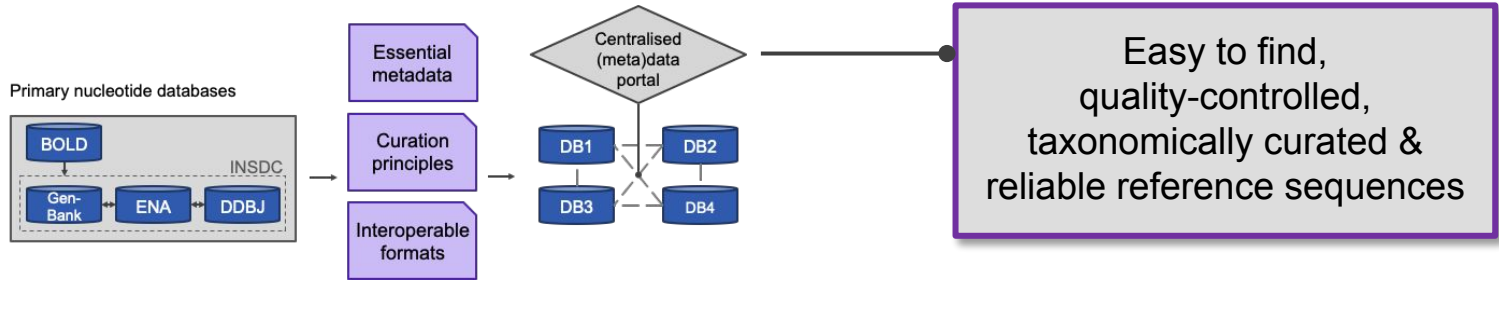 Primary nucleotide databases
BOLD
INSDC
Gen-
Bank
ENA
DDBJ
Essential
metadata
Curation
principles
Interoperable
formats
Centralised
(meta)data
portal
DB1
DB2
DB3
DB4
Easy to find,
quality-controlled,
taxonomically curated &
reliable reference sequences